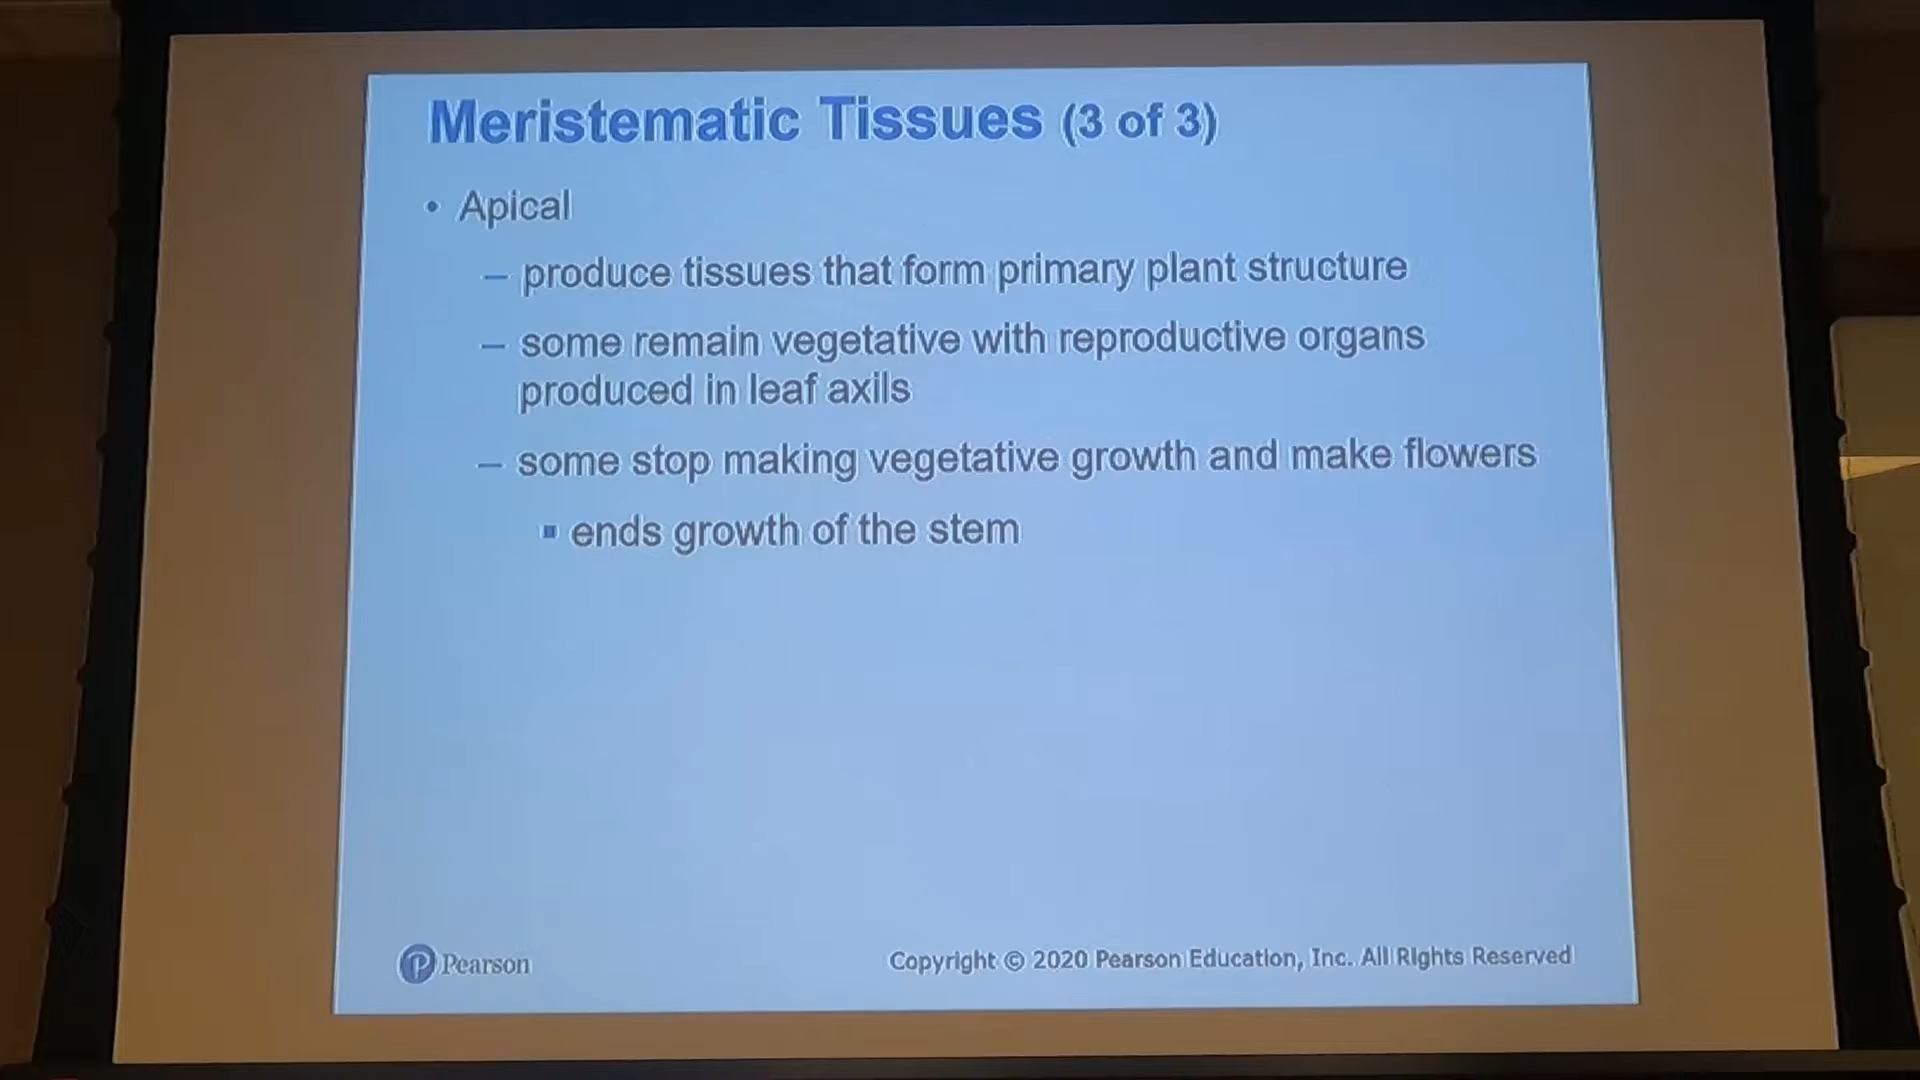 Meristematic Tissues (3 of 3)
• Apical
– produce tissues that form primary plant structure
– some remain vegetative with reproductive organs
produced in leaf axils
– some stop making vegetative growth and make flowers
▪ ends growth of the stem
Pearson
Copyright © 2020 Pearson Education, Inc. All Rights Reserved